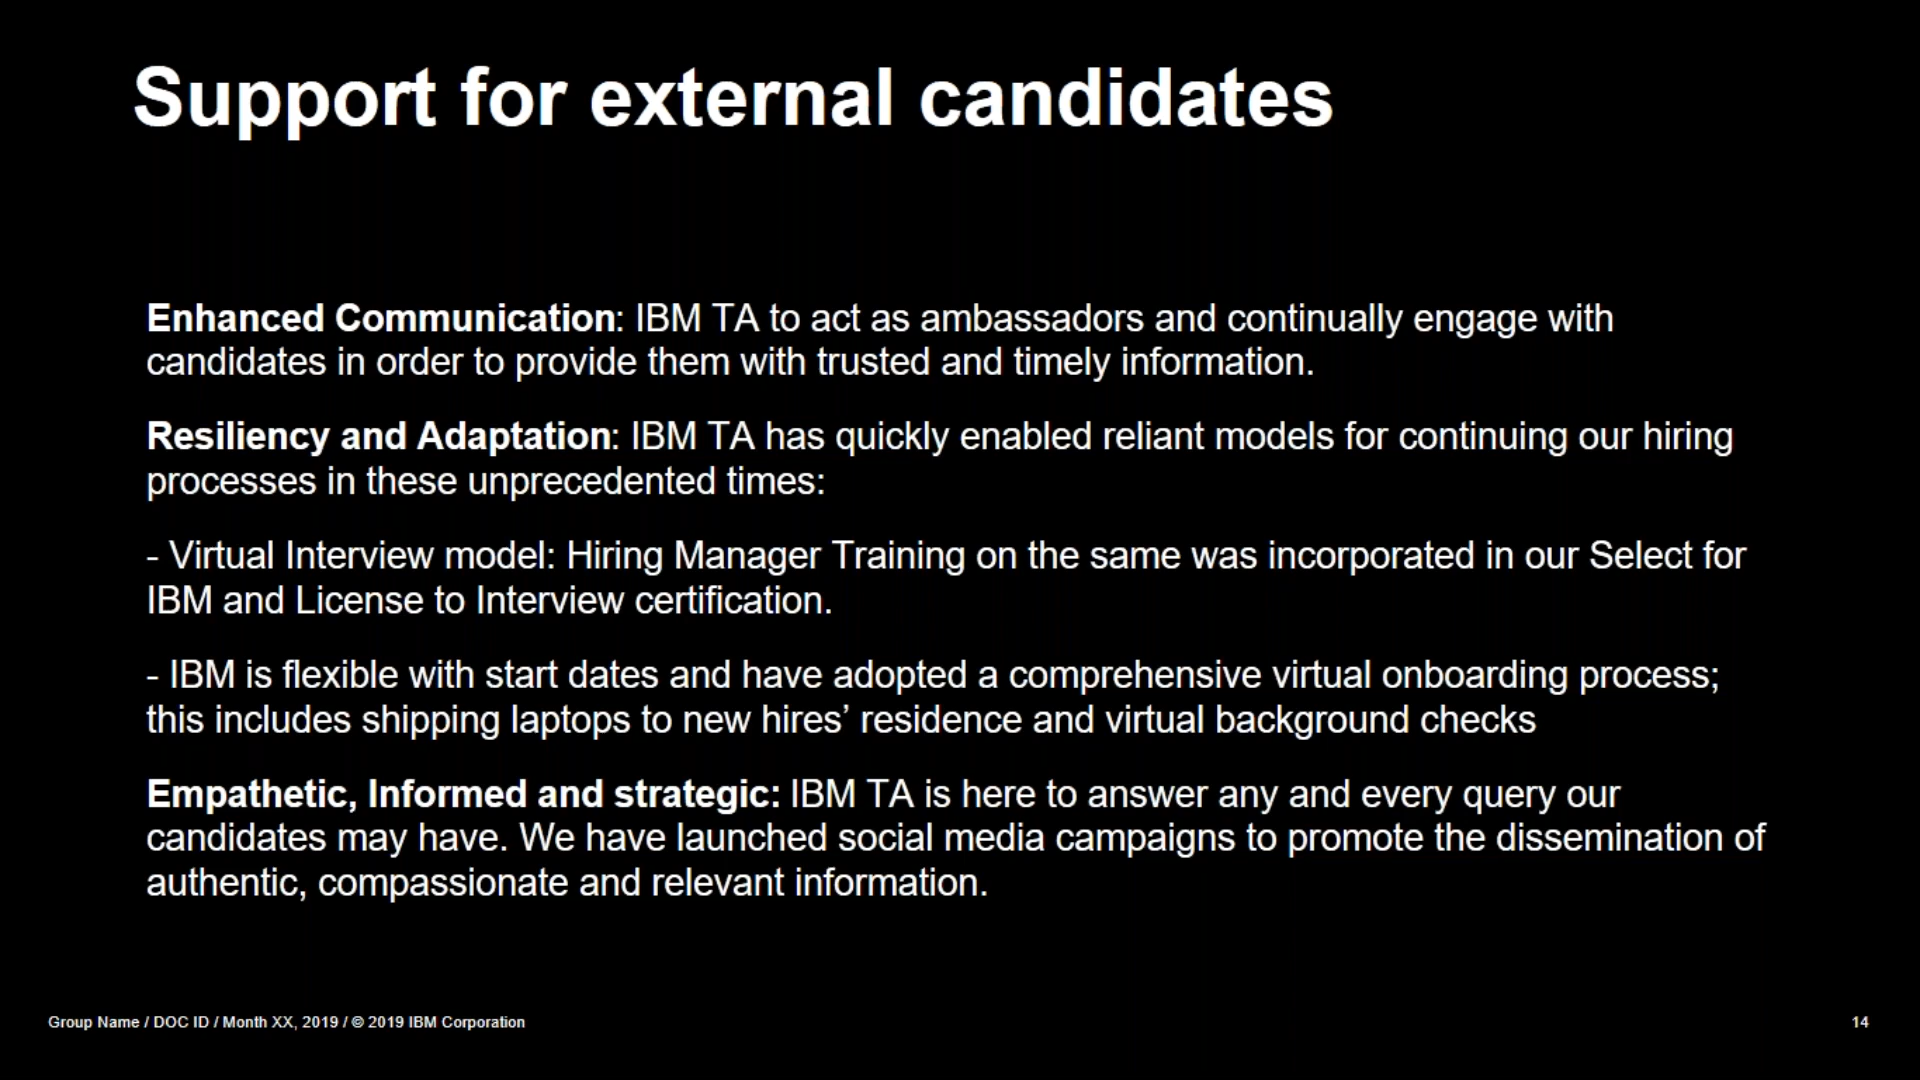 Support for external candidates
Enhanced Communication: IBM TA to act as ambassadors and continually engage with
candidates in order to provide them with trusted and timely information.
Resiliency and Adaptation: IBM TA has quickly enabled reliant models for continuing our hiring
processes in these unprecedented times:
- Virtual Interview model: Hiring Manager Training on the same was incorporated in our Select for
IBM and License to Interview certification.
- IBM is flexible with start dates and have adopted a comprehensive virtual onboarding process;
this includes shipping laptops to new hires’ residence and virtual background checks
Empathetic, Informed and strategic: IBM TA is here to answer any and every query our
candidates may have. We have launched social media campaigns to promote the dissemination of
authentic, compassionate and relevant information.
Group Name / DOC ID / Month XX, 2019 / © 2019 IBM Corporation
14